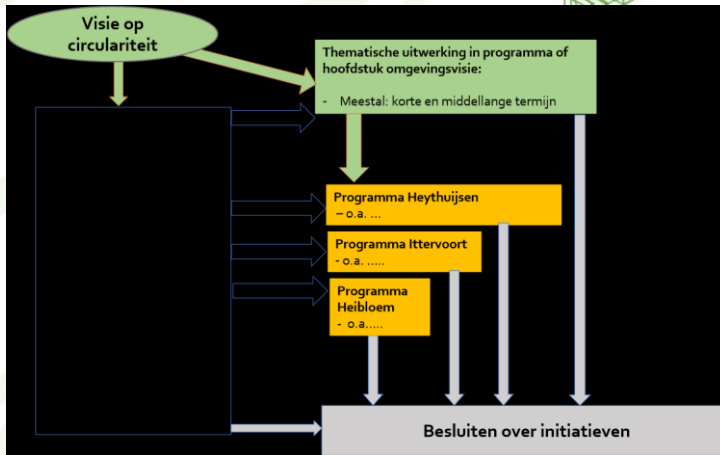 Visie op
circulariteit
Thematische uitwerking in programma of
hoofdstuk omgevingsvisie:
- Meestal: korte en middellange termijn
Programma Heythuijsen
– o.a. ...
Programma Ittervoort
- o.a. .....
Programma
Heibloem
- o.a.....
Besluiten over initiatieven